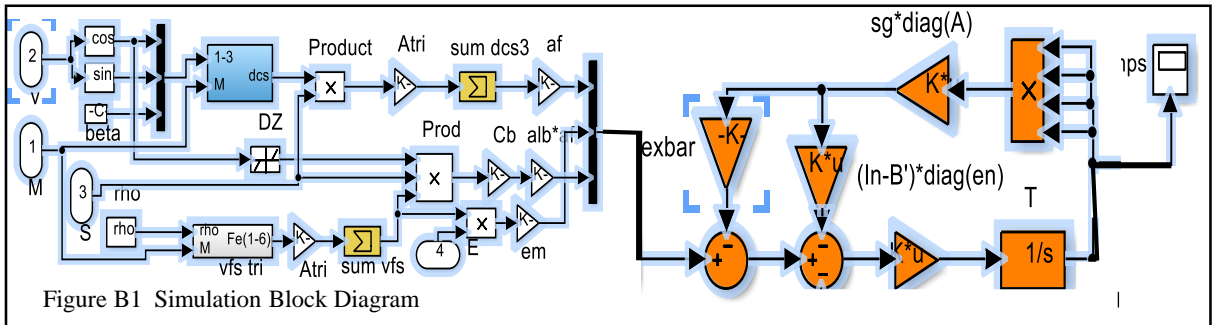 sg*diag(A)
2
v
cos
sin
-C-
beta
1-3
M
dcs
Product
×
Atri
K-
sum dcs3
Σ
af
K-
K*
×
DZ
1
M
3
S
rho
rho
rho
M
Fe(1-6)
vfs tri
K-
Atri
Σ
sum vfs
Prod
×
Cb
K-
alb*af
K-
×
E
4
K-
em
exbar
-K-
K*u
(In-B')*diag(en)
T
+
−
+
−
−
K*u
1/s
Figure B1 Simulation Block Diagram